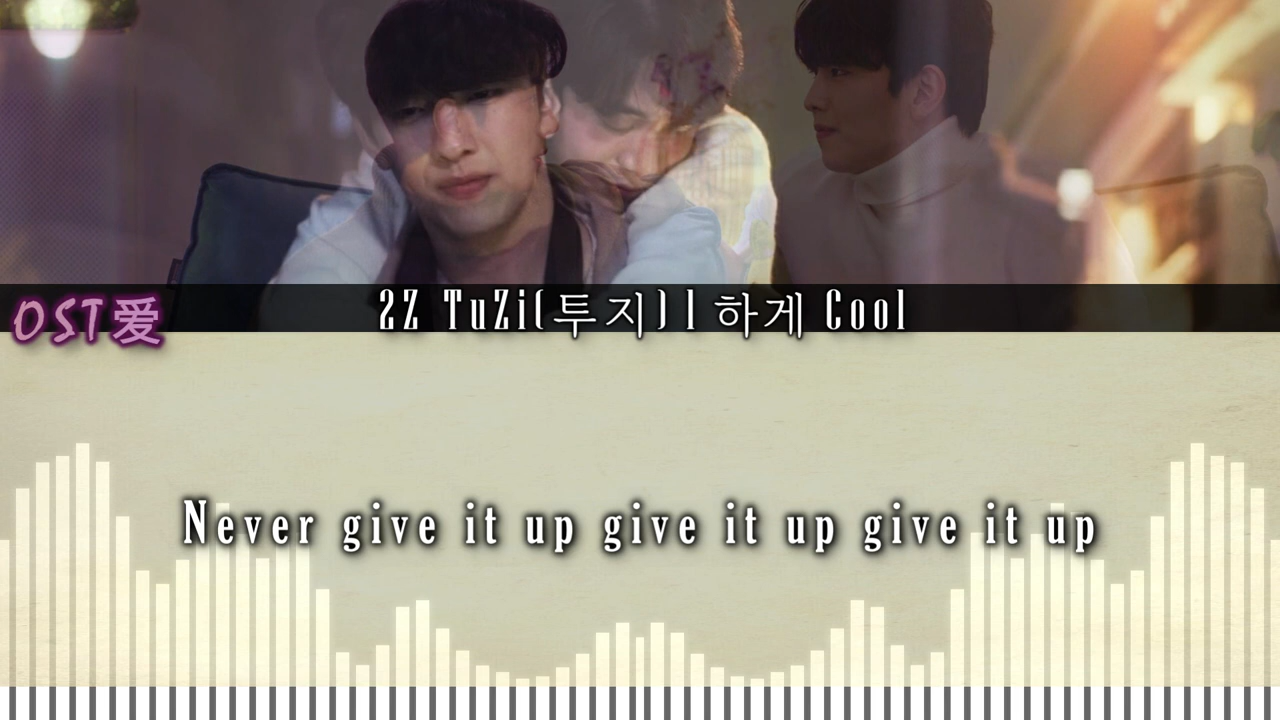 OST爱
2Z TuZi(투지) l 하게 Cool
Never give it up give it up give it up